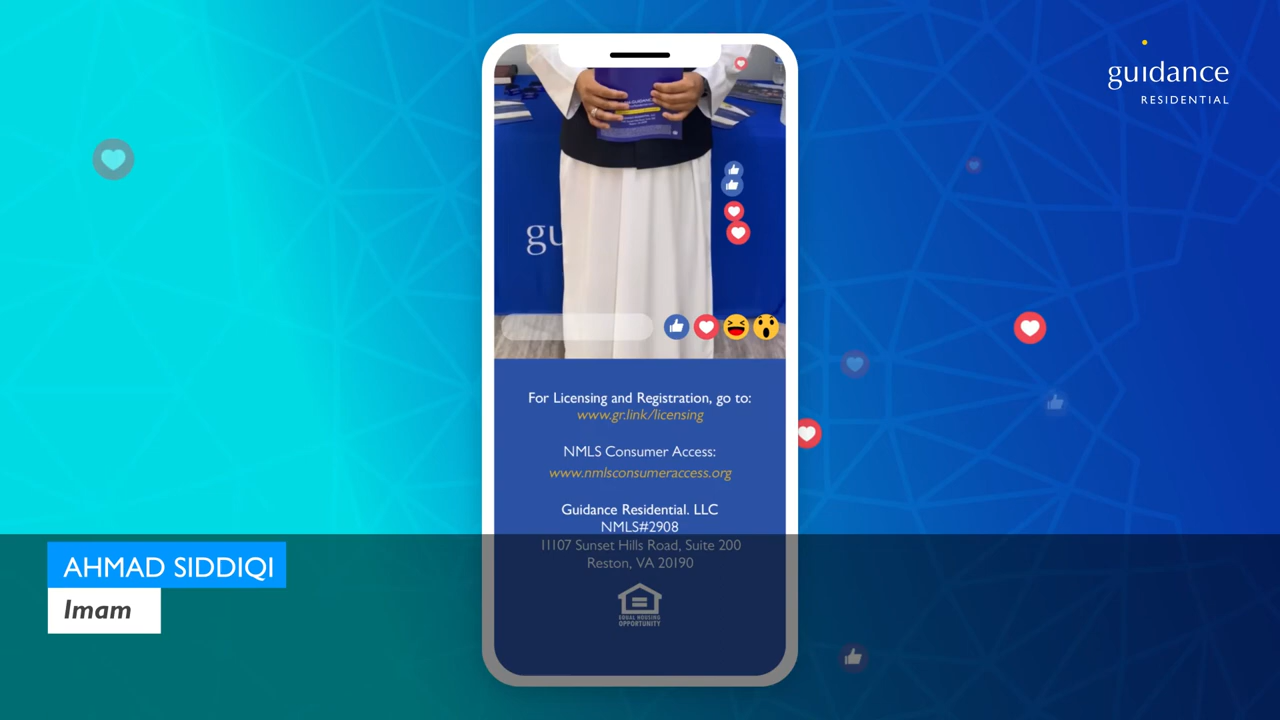 guidance
RESIDENTIAL
gu
For Licensing and Registration, go to:
www.gr.link/licensing
NMLS Consumer Access:
www.nmlsconsumeraccess.org
Guidance Residential. LLC
NMLS#2908
11107 Sunset Hills Road, Suite 200
Reston, VA 20190
EQUAL HOUSING
OPPORTUNITY
AHMAD SIDDIQI
Imam